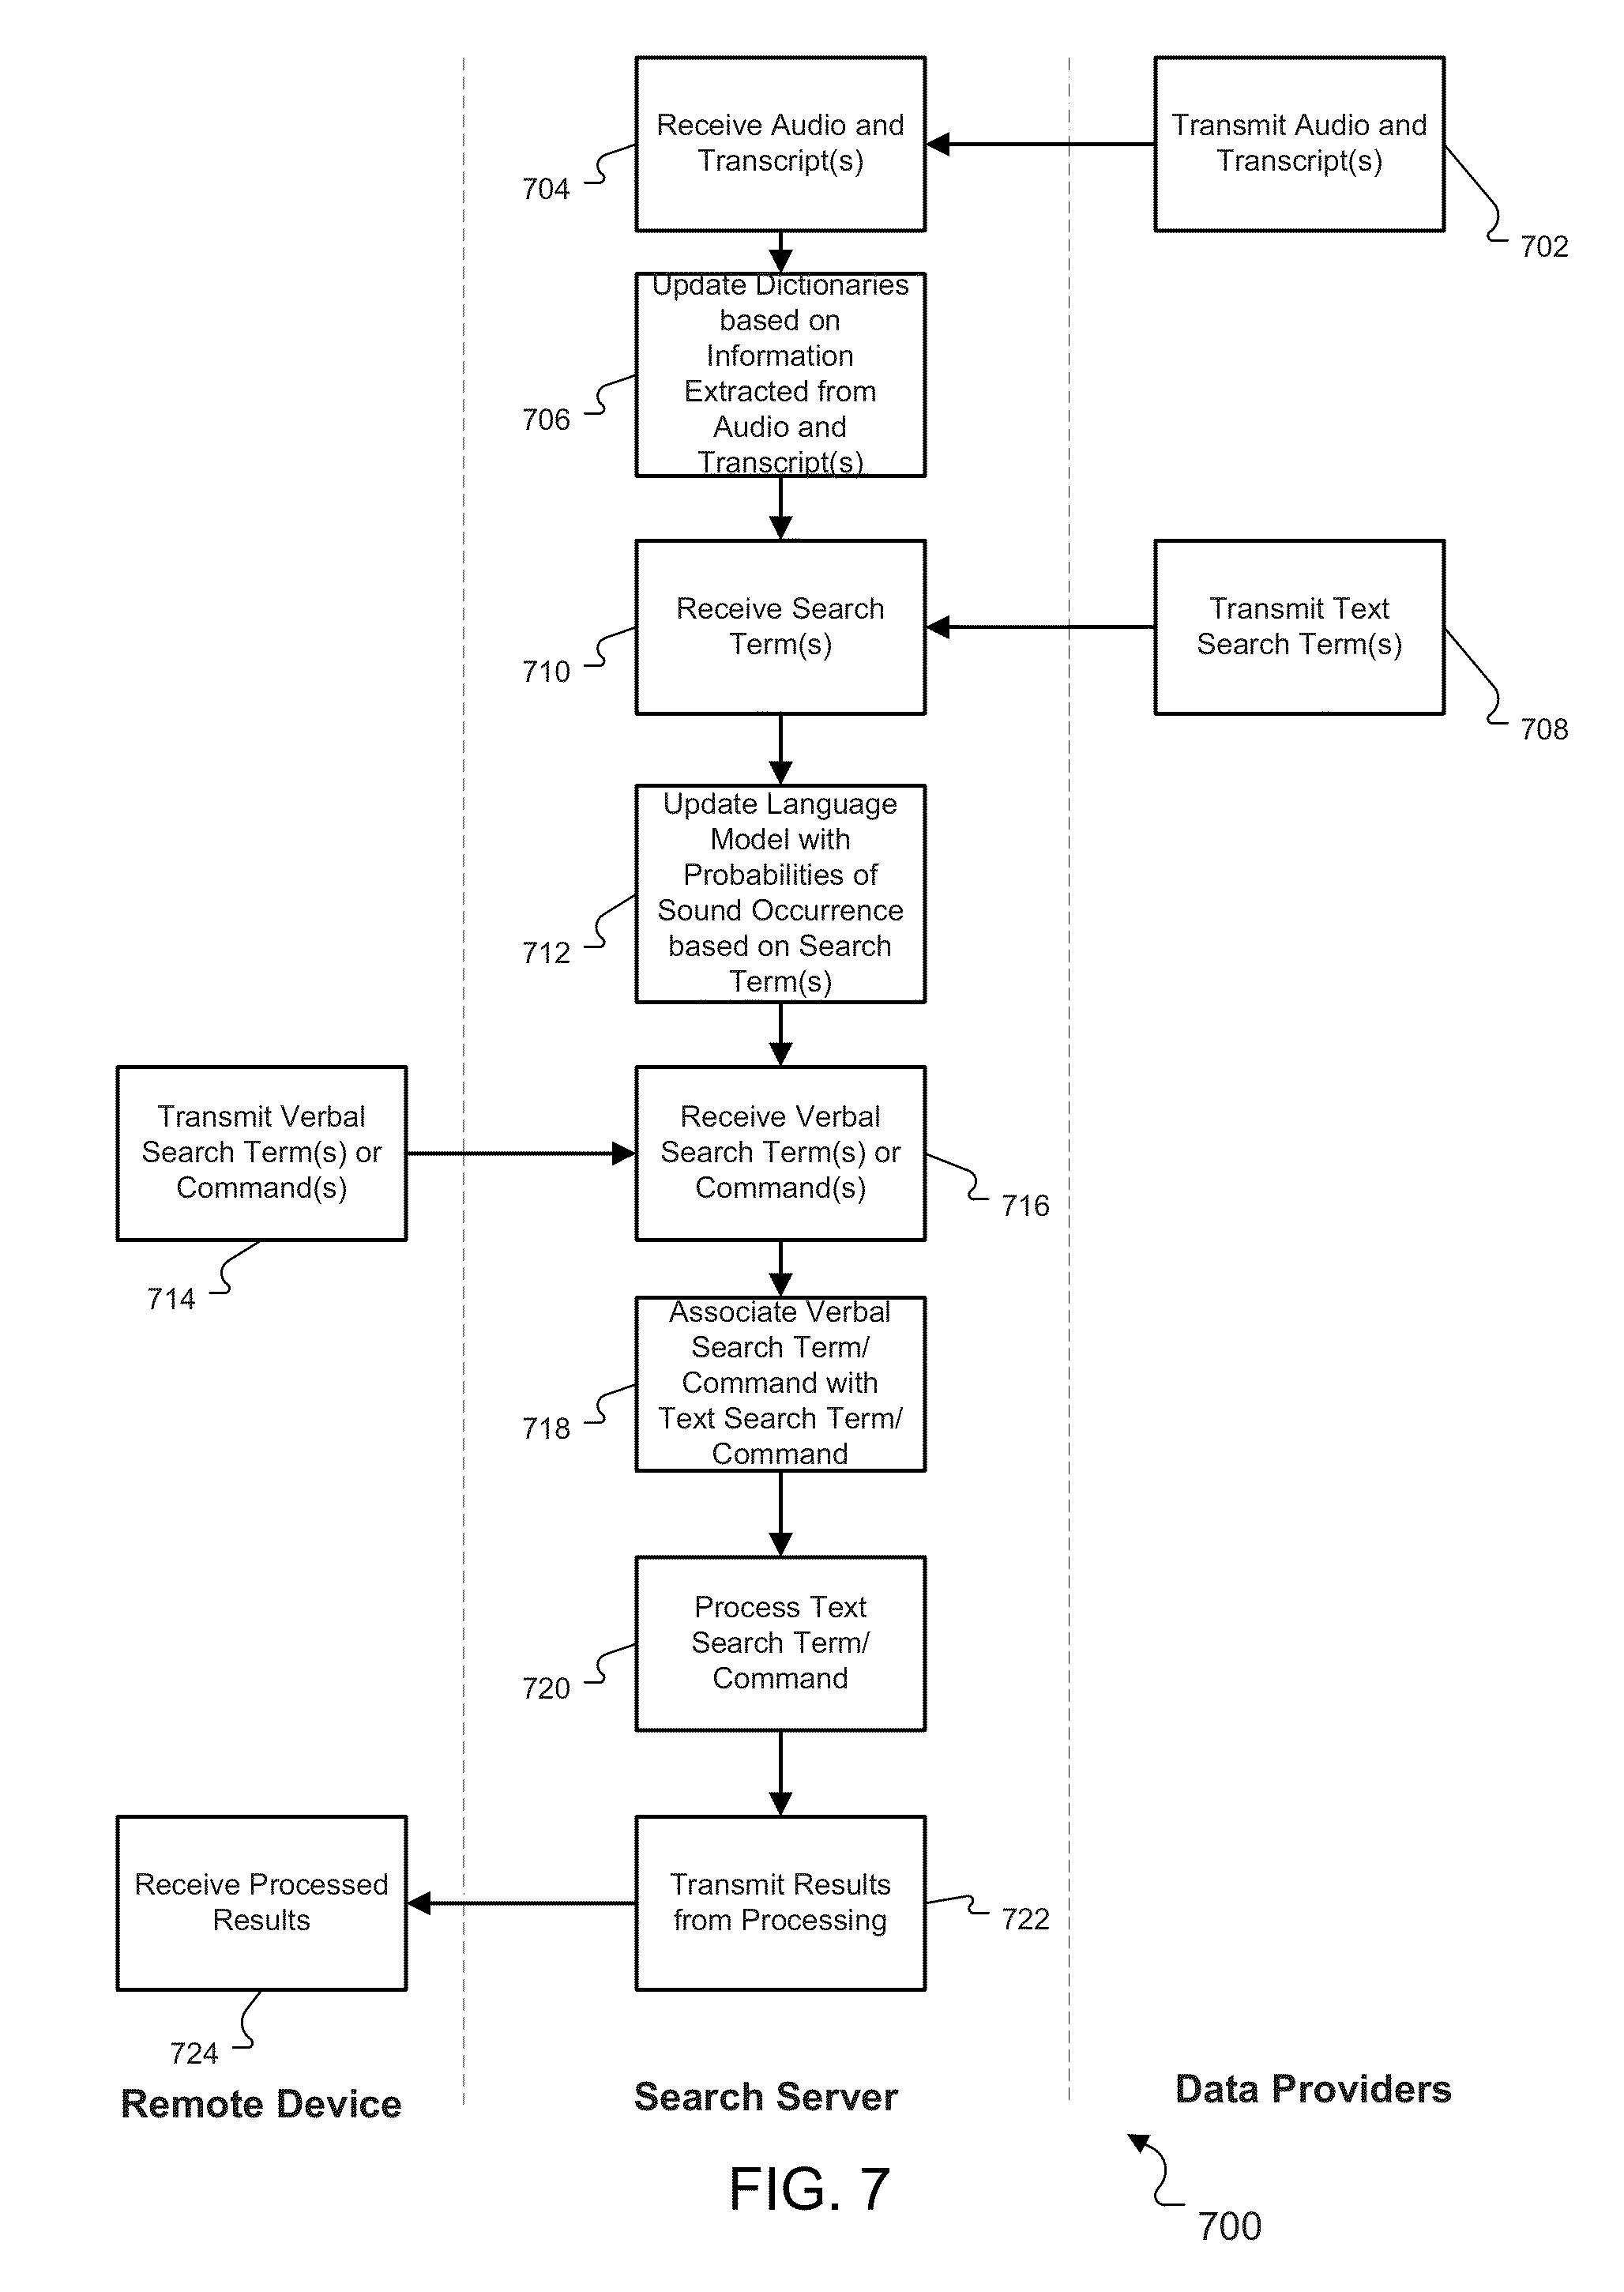 Receive Audio and
Transcript(s)
704
Transmit Audio and
Transcript(s)
702
Update Dictionaries
based on
Information
Extracted from
Audio and
Transcript(s)
706
Receive Search
Term(s)
710
Transmit Text
Search Term(s)
708
Update Language
Model with
Probabilities of
Sound Occurrence
based on Search
Term(s)
712
Transmit Verbal
Search Term(s) or
Command(s)
714
Receive Verbal
Search Term(s) or
Command(s)
716
Associate Verbal
Search Term/
Command with
Text Search Term/
Command
718
Process Text
Search Term/
Command
720
Receive Processed
Results
724
Transmit Results
from Processing
722
Remote Device
Search Server
Data Providers
FIG. 7
700